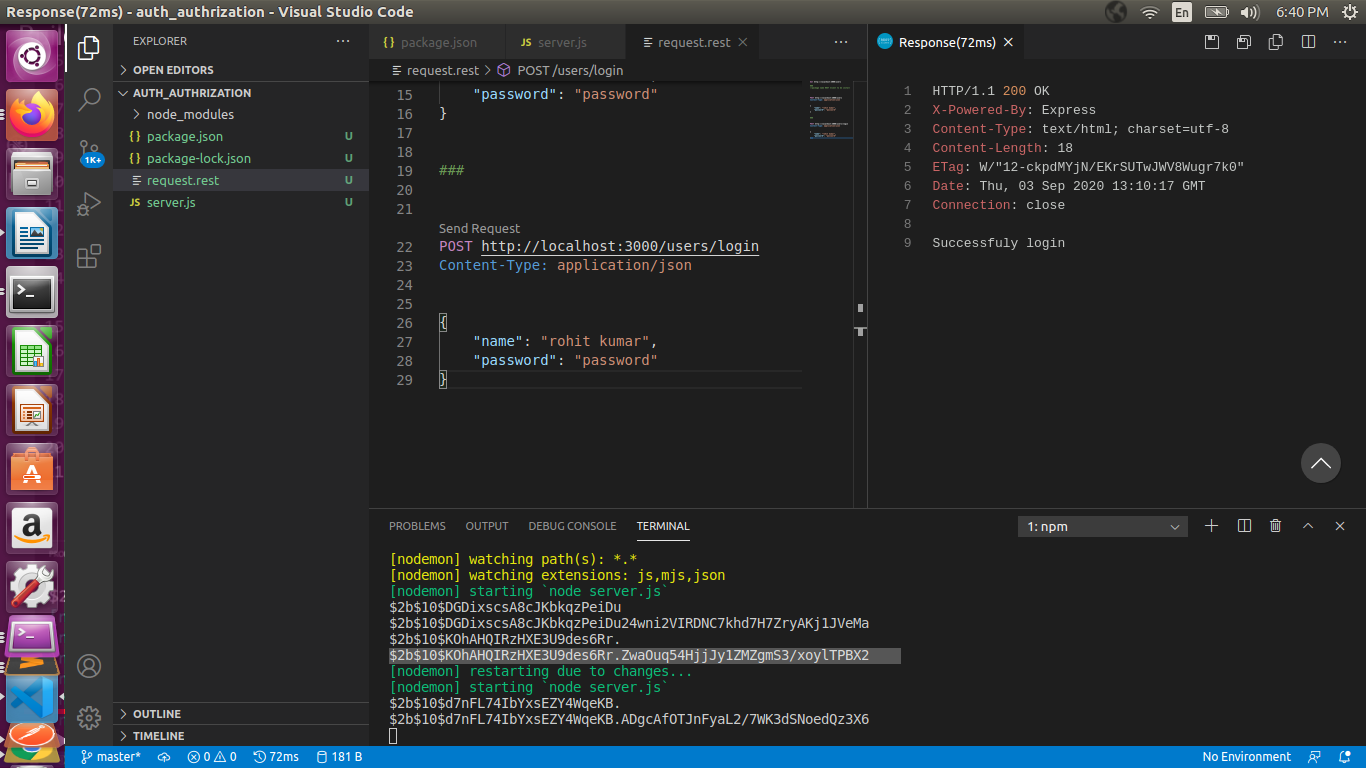 Response(72ms) - auth_authrization - Visual Studio Code
En
6:40 PM
EXPLORER
OPEN EDITORS
AUTH_AUTHRIZATION
node_modules
{} package.json U
{} package-lock.json U
request.rest U
JS server.js U
1K+
OUTLINE
TIMELINE
{} package.json
JS server.js
request.rest
request.rest > POST /users/login
15 "password": "password"
16 }
17
18
19 ###
20
21
Send Request
22 POST http://localhost:3000/users/login
23 Content-Type: application/json
24
25
26 {
27 "name": "rohit kumar",
28 "password": "password"
29 }
Response(72ms)
1 HTTP/1.1 200 OK
2 X-Powered-By: Express
3 Content-Type: text/html; charset=utf-8
4 Content-Length: 18
5 ETag: W/"12-ckpdMYjN/EKrSUTwJWV8Wugr7k0"
6 Date: Thu, 03 Sep 2020 13:10:17 GMT
7 Connection: close
8
9 Successfuly login
PROBLEMS OUTPUT DEBUG CONSOLE TERMINAL
1: npm
[nodemon] watching path(s): *.*
[nodemon] watching extensions: js,mjs,json
[nodemon] starting `node server.js`
$2b$10$DGDixscsA8cJKbkqzPeiDu
$2b$10$DGDixscsA8cJKbkqzPeiDu24wni2VIRDNC7khd7H7ZryAKj1JVeMa
$2b$10$KOhAHQIRzHXE3U9des6Rr.
$2b$10$KOhAHQIRzHXE3U9des6Rr.ZwaOuq54HjjJy1ZMZgmS3/xoylTPBX2
[nodemon] restarting due to changes...
[nodemon] starting `node server.js`
$2b$10$d7nFL74IbYxsEZY4WqeKB.
$2b$10$d7nFL74IbYxsEZY4WqeKB.ADgcAfOTJnFyaL2/7WK3dSNoedQz3X6
master* 0 0 72ms 181 B
No Environment